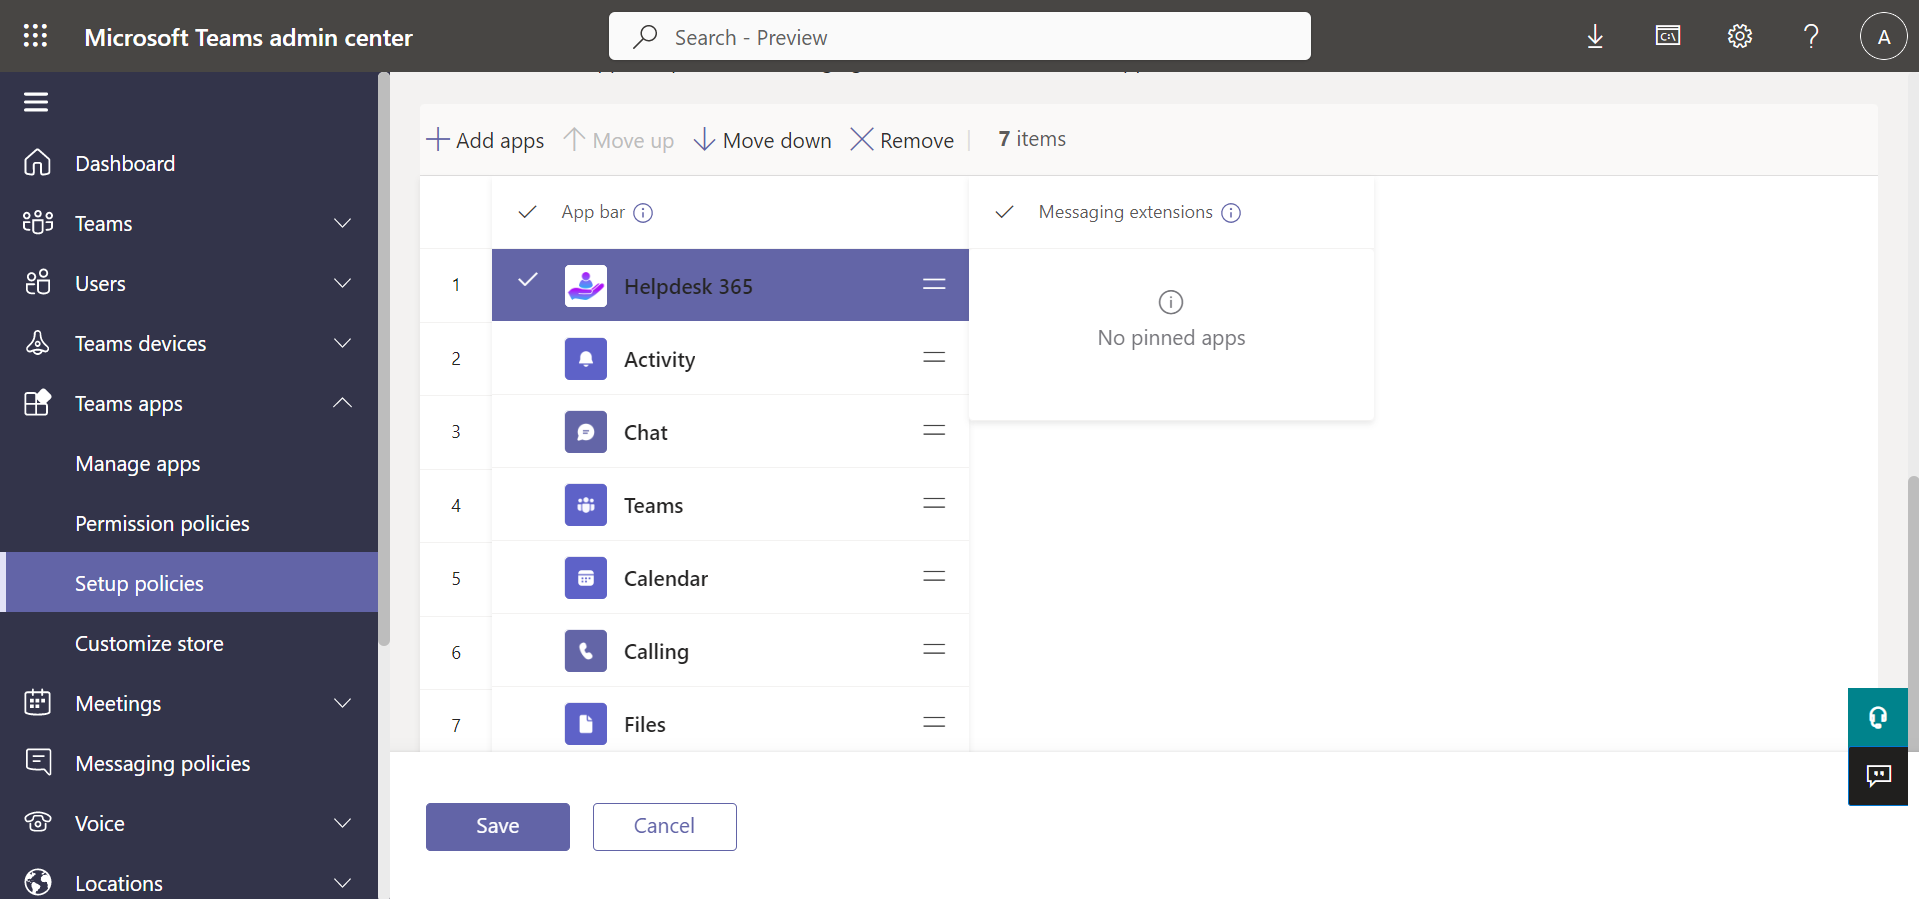 Microsoft Teams admin center
Search - Preview
C:\
A
Dashboard
Teams
Users
Teams devices
Teams apps
Manage apps
Permission policies
Setup policies
Customize store
Meetings
Messaging policies
Voice
Locations
Add apps
Move up
Move down
Remove
7 items
App bar
Messaging extensions
1
Helpdesk 365
No pinned apps
2
Activity
3
Chat
4
Teams
5
Calendar
6
Calling
7
Files
Save
Cancel